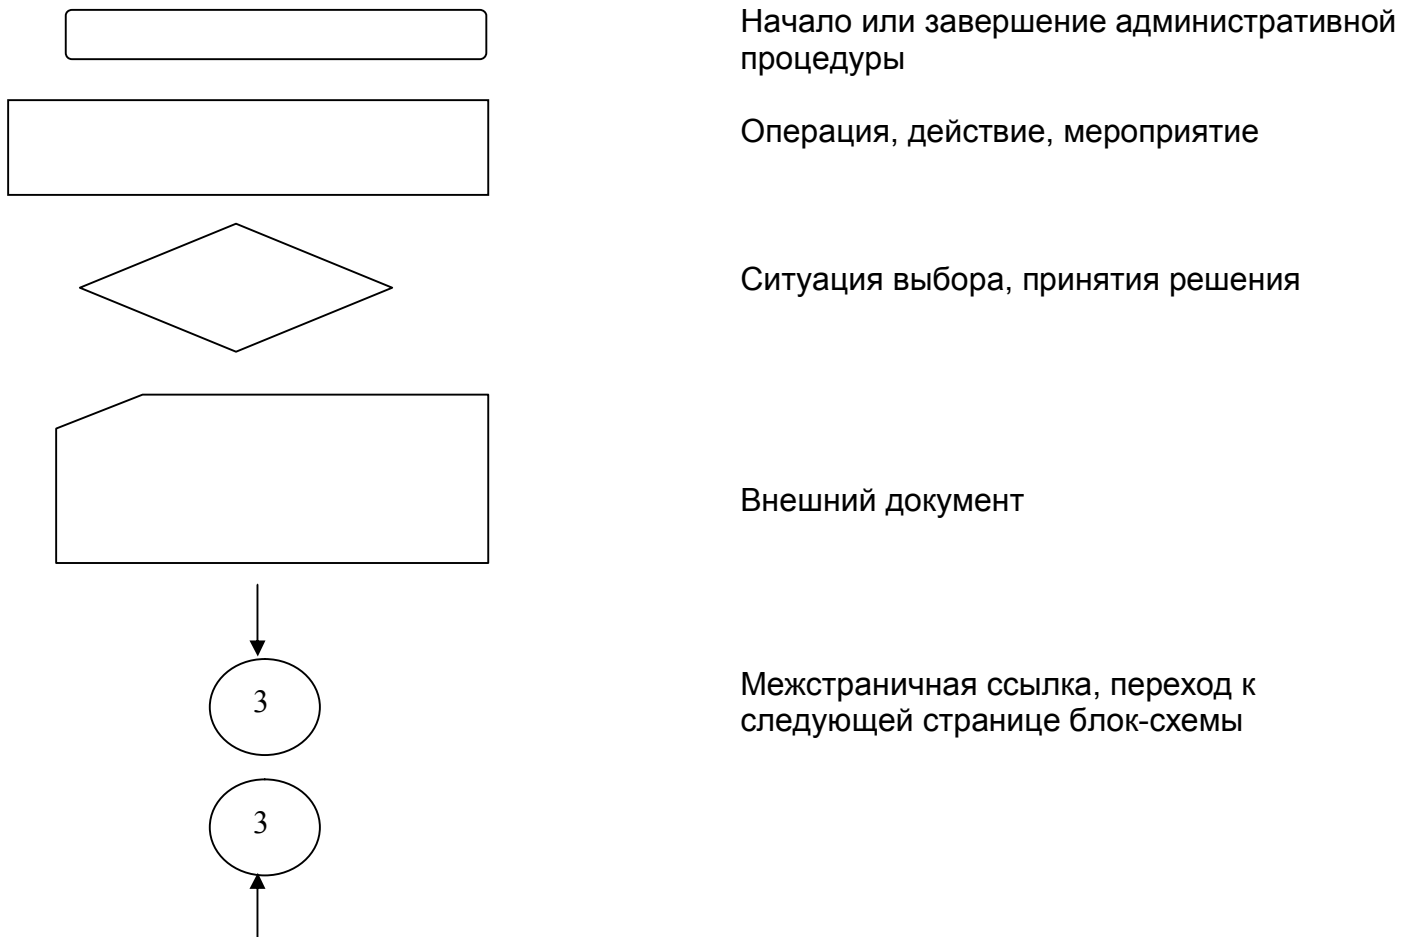 Начало или завершение административной
процедуры
Операция, действие, мероприятие
Ситуация выбора, принятия решения
Внешний документ
Межстраничная ссылка, переход к
следующей странице блок-схемы
3
3